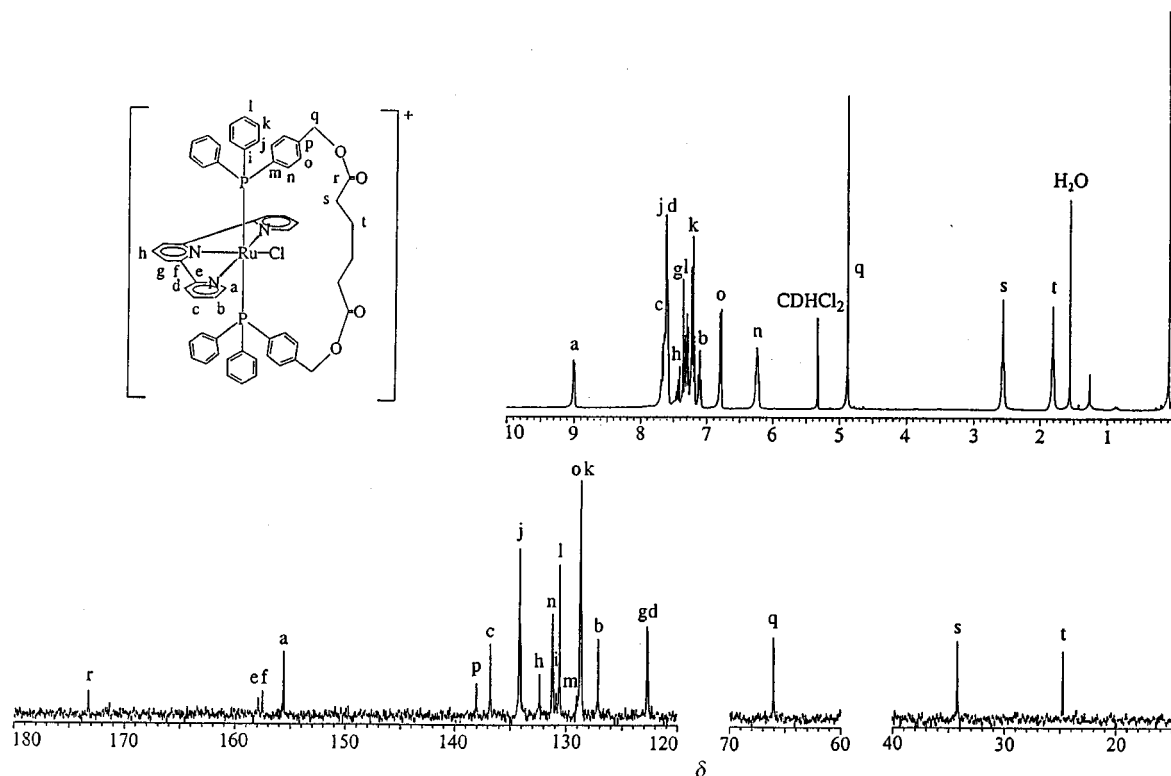 l
k
j
i
m
n
o
p
q
O
r
O
s
t
+
P
N
N
Ru
Cl
N
h
g
f
e
d
a
c
b
P
O
O
j d
k
g l
c
h
b
a
o
n
CDHCl2
q
s
t
H2O
10 9 8 7 6 5 4 3 2 1
r
e f
a
p
c
j
h
n
i
l
m
o k
b
g d
q
s
t
180 170 160 150 140 130 120 70 60 40 30 20
δ